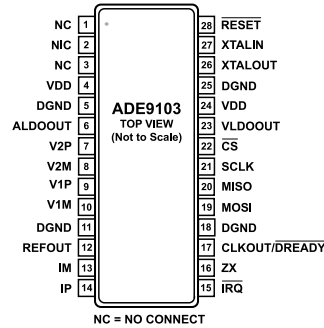 NC 1 28 RESET
NIC 2 27 XTALIN
NC 3 26 XTALOUT
VDD 4 25 DGND
DGND 5 24 VDD
ALDOOUT 6 23 VLDOOUT
V2P 7 22 CS
V2M 8 21 SCLK
V1P 9 20 MISO
V1M 10 19 MOSI
DGND 11 18 DGND
REFOUT 12 17 CLKOUT/DREADY
IM 13 16 ZX
IP 14 15 IRQ
ADE9103
TOP VIEW
(Not to Scale)
NC = NO CONNECT